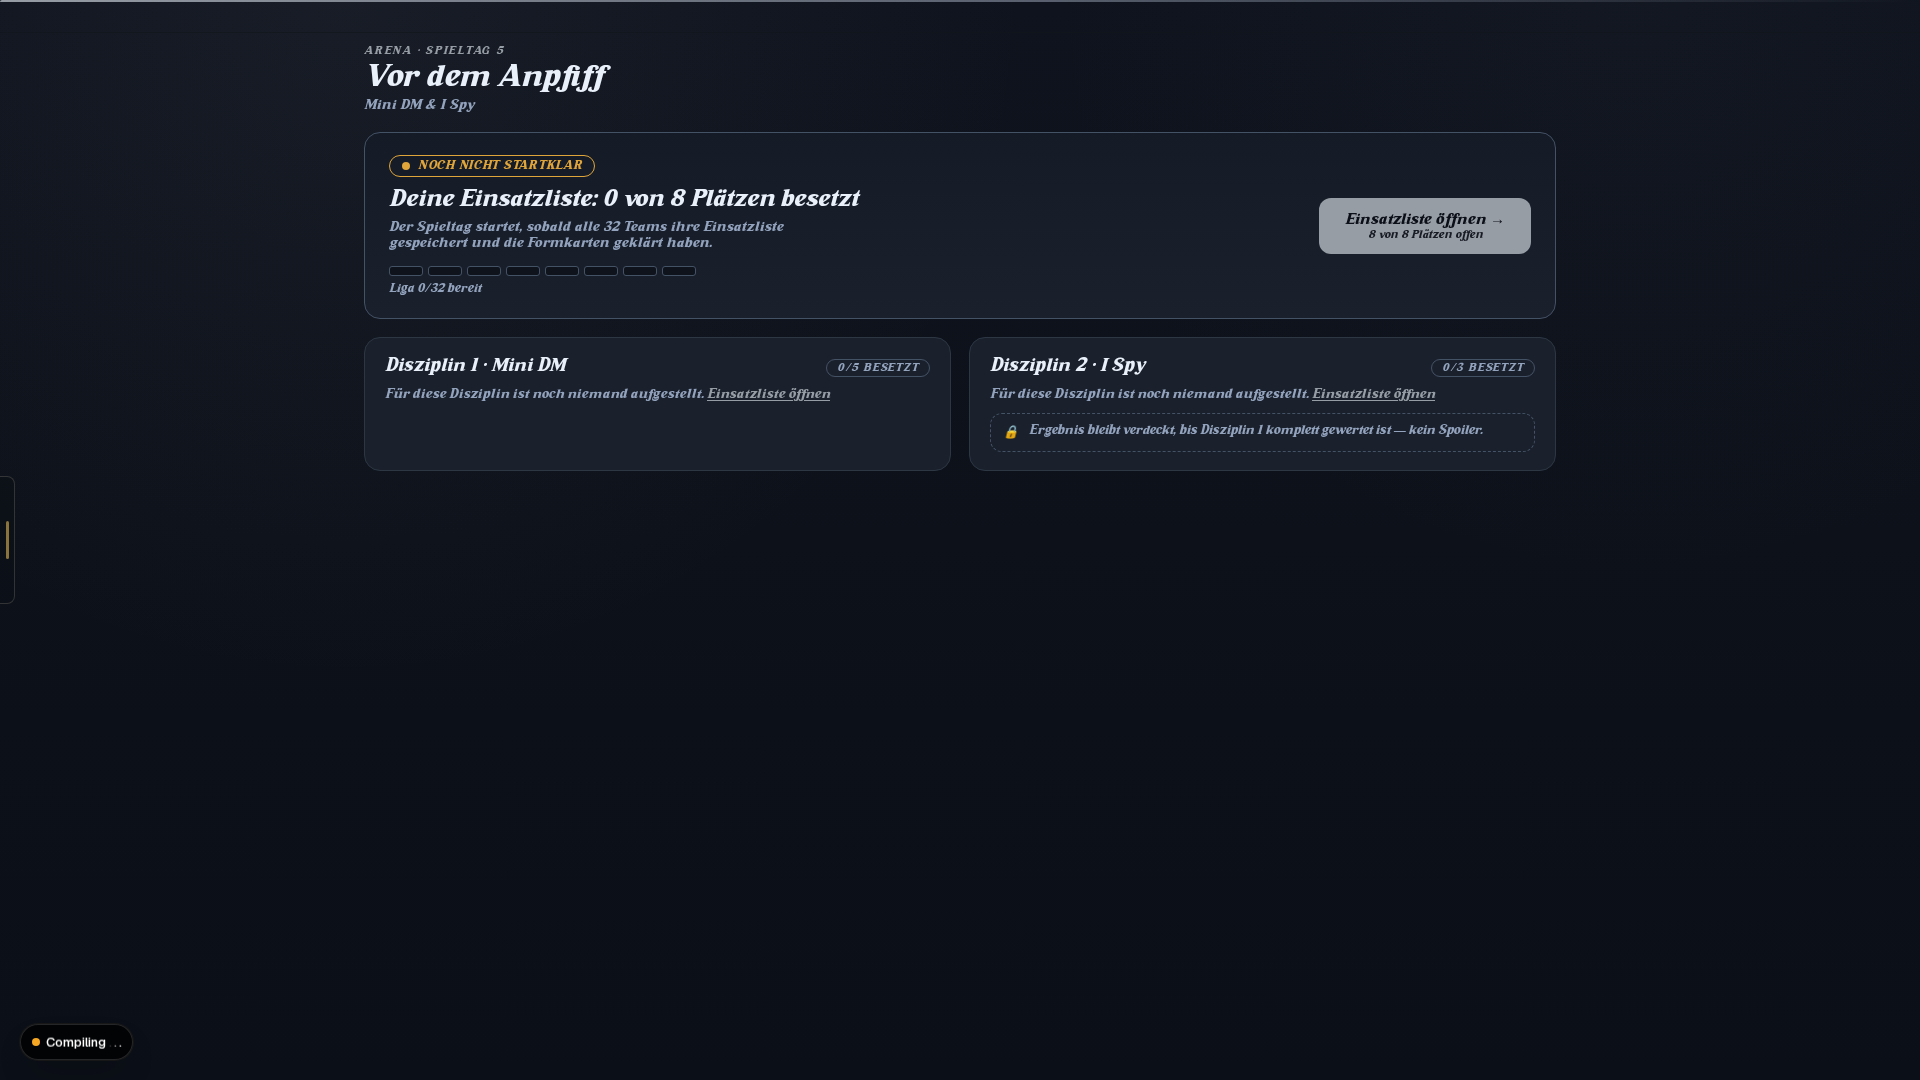 ARENA · SPIELTAG 5
Vor dem Anpfiff
Mini DM & I Spy
NOCH NICHT STARTKLAR
Deine Einsatzliste: 0 von 8 Plätzen besetzt
Der Spieltag startet, sobald alle 32 Teams ihre Einsatzliste
gespeichert und die Formkarten geklärt haben.
Liga 0/32 bereit
Einsatzliste öffnen →
8 von 8 Plätzen offen
Disziplin 1 · Mini DM
0/5 BESETZT
Für diese Disziplin ist noch niemand aufgestellt. Einsatzliste öffnen
Disziplin 2 · I Spy
0/3 BESETZT
Für diese Disziplin ist noch niemand aufgestellt. Einsatzliste öffnen
🔒 Ergebnis bleibt verdeckt, bis Disziplin 1 komplett gewertet ist — kein Spoiler.
Compiling ..